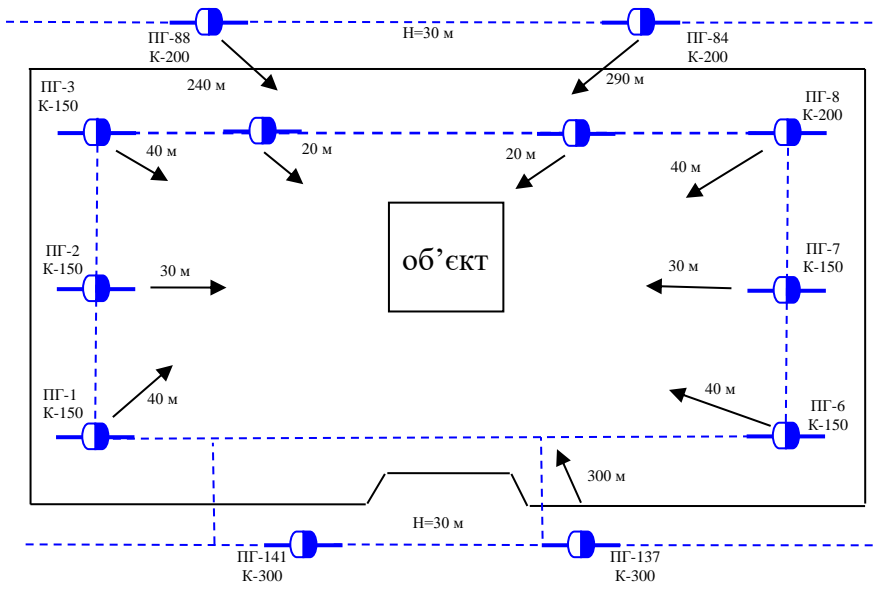 ПГ-88
К-200
Н=30 м
ПГ-84
К-200
240 м
290 м
ПГ-3
К-150
ПГ-8
К-200
40 м
20 м
20 м
40 м
ПГ-2
К-150
30 м
об’єкт
30 м
ПГ-7
К-150
ПГ-1
К-150
40 м
40 м
ПГ-6
К-150
300 м
Н=30 м
ПГ-141
К-300
ПГ-137
К-300